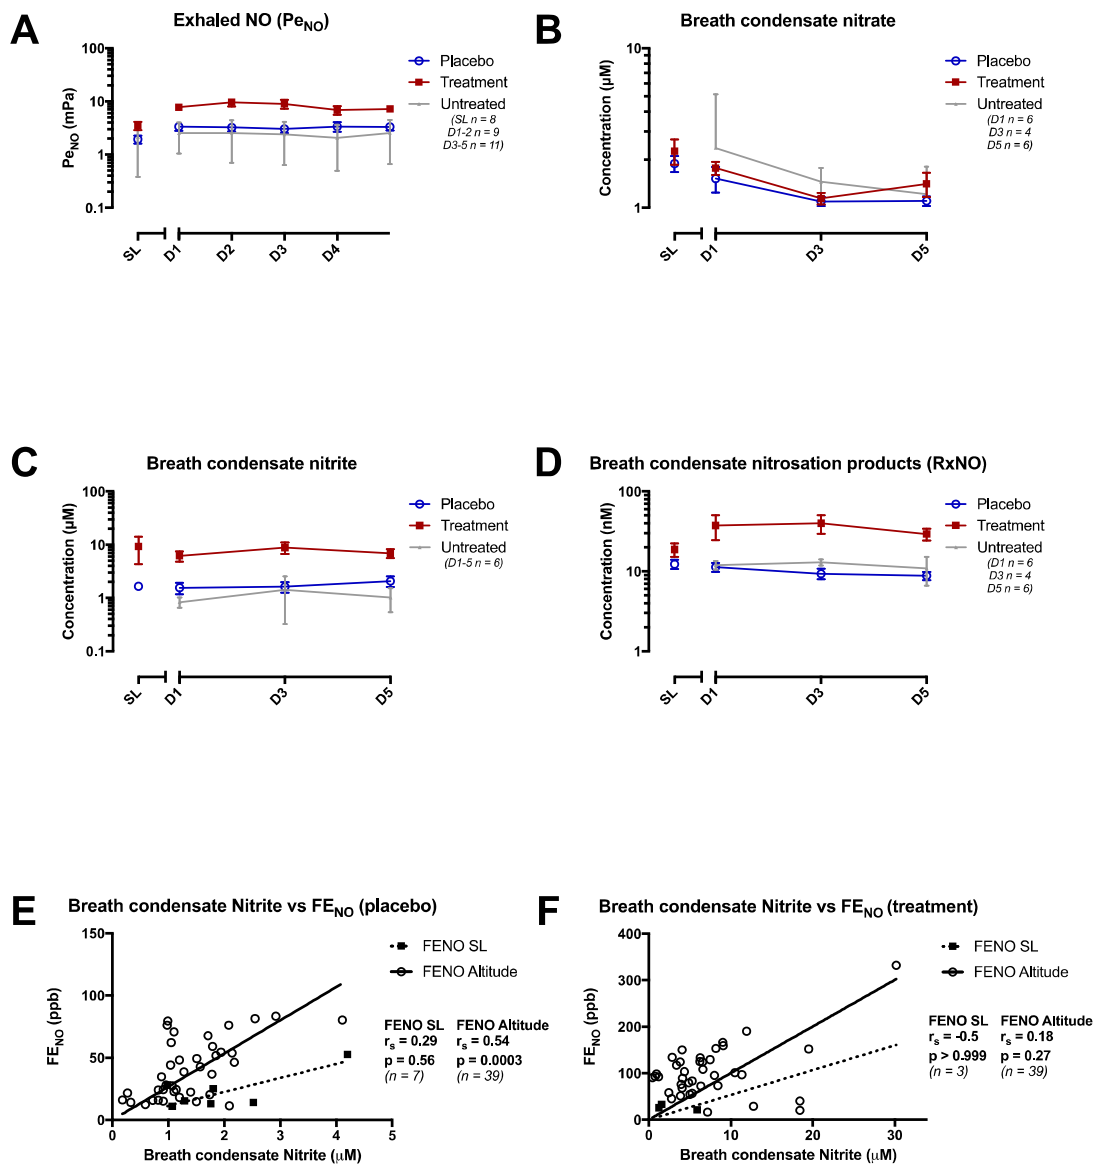 A
Exhaled NO (PeNO)
100
10
1
0.1
PeNO (mPa)
SL
D1
D2
D3
D4
Placebo
Treatment
Untreated
(SL n = 8
D1-2 n = 9
D3-5 n = 11)
B
Breath condensate nitrate
10
1
Concentration (µM)
SL
D1
D3
D5
Placebo
Treatment
Untreated
(D1 n = 6
D3 n = 4
D5 n = 6)
C
Breath condensate nitrite
100
10
1
0.1
Concentration (µM)
SL
D1
D3
D5
Placebo
Treatment
Untreated
(D1-5 n = 6)
D
Breath condensate nitrosation products (RxNO)
100
10
1
Concentration (nM)
SL
D1
D3
D5
Placebo
Treatment
Untreated
(D1 n = 6
D3 n = 4
D5 n = 6)
E
Breath condensate Nitrite vs FENO (placebo)
150
100
50
0
FENO (ppb)
0 1 2 3 4 5
Breath condensate Nitrite (µM)
FENO SL
FENO Altitude
FENO SL FENO Altitude
rs = 0.29 rs = 0.54
p = 0.56 p = 0.0003
(n = 7) (n = 39)
F
Breath condensate Nitrite vs FENO (treatment)
400
300
200
100
0
FENO (ppb)
0 10 20 30
Breath condensate Nitrite (µM)
FENO SL
FENO Altitude
FENO SL FENO Altitude
rs = -0.5 rs = 0.18
p > 0.999 p = 0.27
(n = 3) (n = 39)